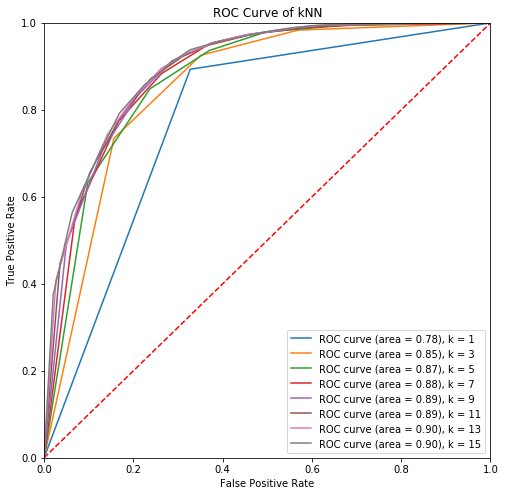 ROC Curve of kNN
True Positive Rate
1.0
0.8
0.6
0.4
0.2
0.0
ROC curve (area = 0.78), k = 1
ROC curve (area = 0.85), k = 3
ROC curve (area = 0.87), k = 5
ROC curve (area = 0.88), k = 7
ROC curve (area = 0.89), k = 9
ROC curve (area = 0.89), k = 11
ROC curve (area = 0.90), k = 13
ROC curve (area = 0.90), k = 15
0.0 0.2 0.4 0.6 0.8 1.0
False Positive Rate